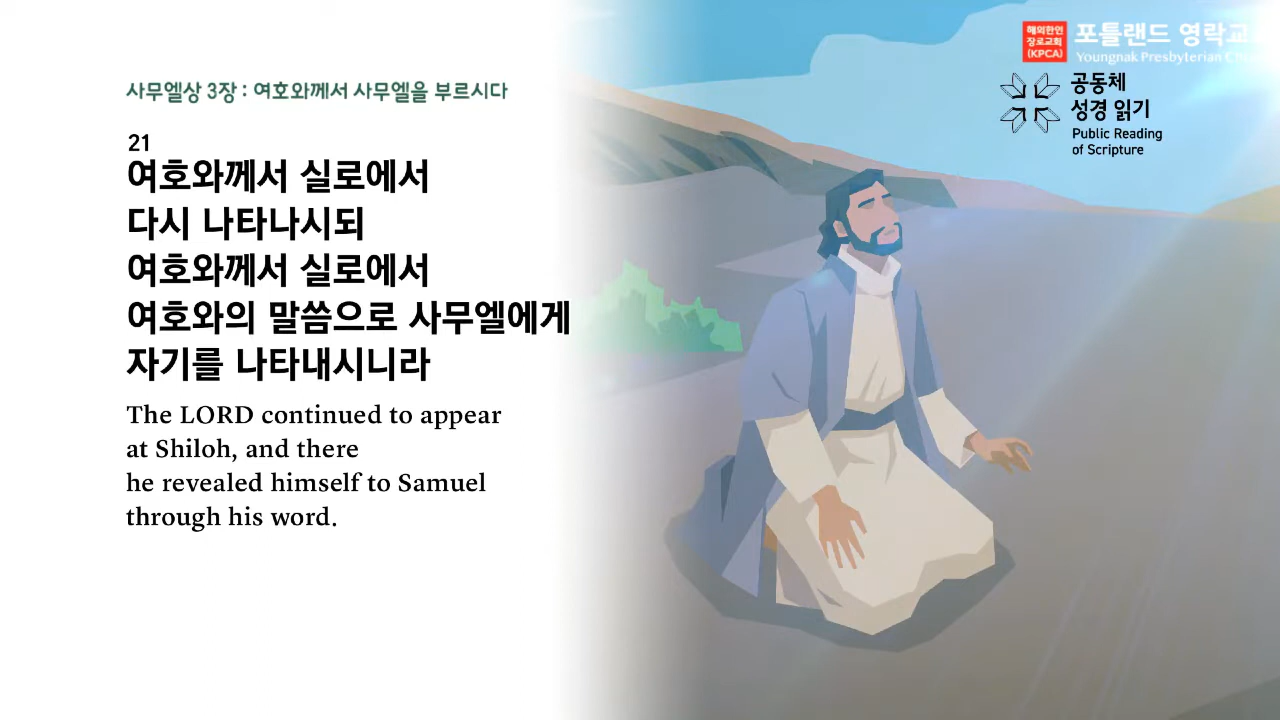 사무엘상 3장 : 여호와께서 사무엘을 부르시다
21
여호와께서 실로에서
다시 나타나시되
여호와께서 실로에서
여호와의 말씀으로 사무엘에게
자기를 나타내시니라
The LORD continued to appear
at Shiloh, and there
he revealed himself to Samuel
through his word.
해외한인
장로교회
(KPCA)
포틀랜드 영락교
Youngnak Presbyterian
공동체
성경 읽기
Public Reading
of Scripture